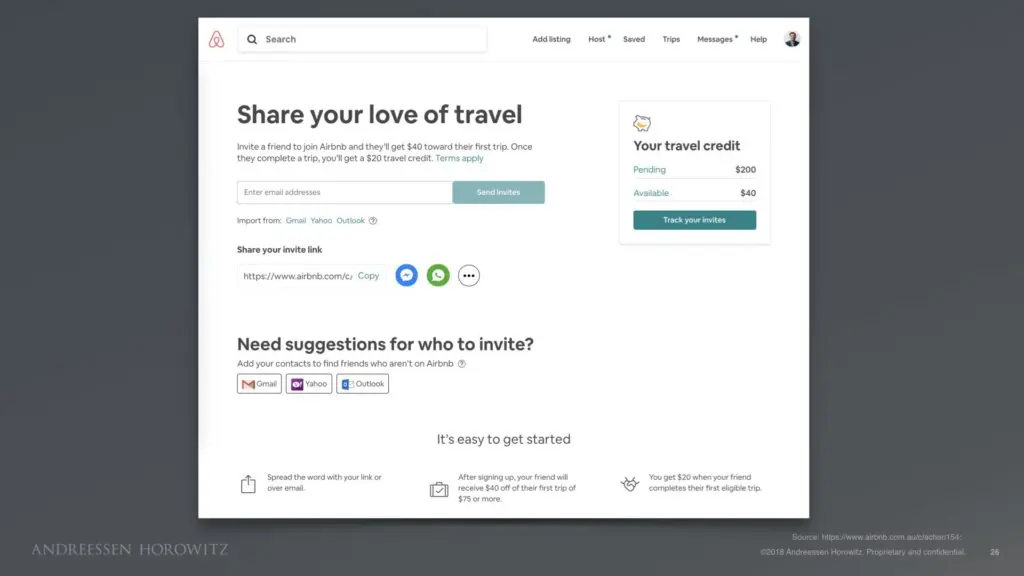 Search
Add listing
Host
Saved
Trips
Messages
Help
Share your love of travel
Invite a friend to join Airbnb and they'll get $40 toward their first trip. Once
they complete a trip, you'll get a $20 travel credit. Terms apply
Enter email addresses
Send invites
Import from: Gmail Yahoo Outlook ?
Share your invite link
https://www.airbnb.com/c/ Copy
Your travel credit
Pending $200
Available $40
Track your invites
Need suggestions for who to invite?
Add your contacts to find friends who aren't on Airbnb ?
Gmail
Yahoo
Outlook
It's easy to get started
Spread the word with your link or
over email.
After signing up, your friend will
receive $40 off of their first trip of
$75 or more.
You get $20 when your friend
completes their first eligible trip.
Source: https://www.airbnb.com.au/c/achen154:
ANDREESSEN HOROWITZ
©2018 Andreessen Horowitz. Proprietary and confidential.
26